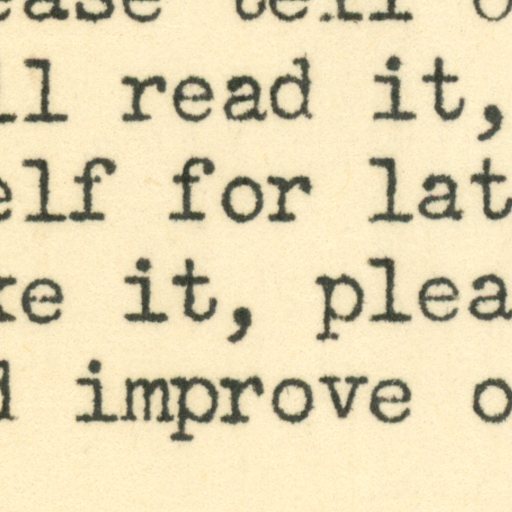 ease tell o
ll read it,
elf for lat
ke it, plea
d improve o